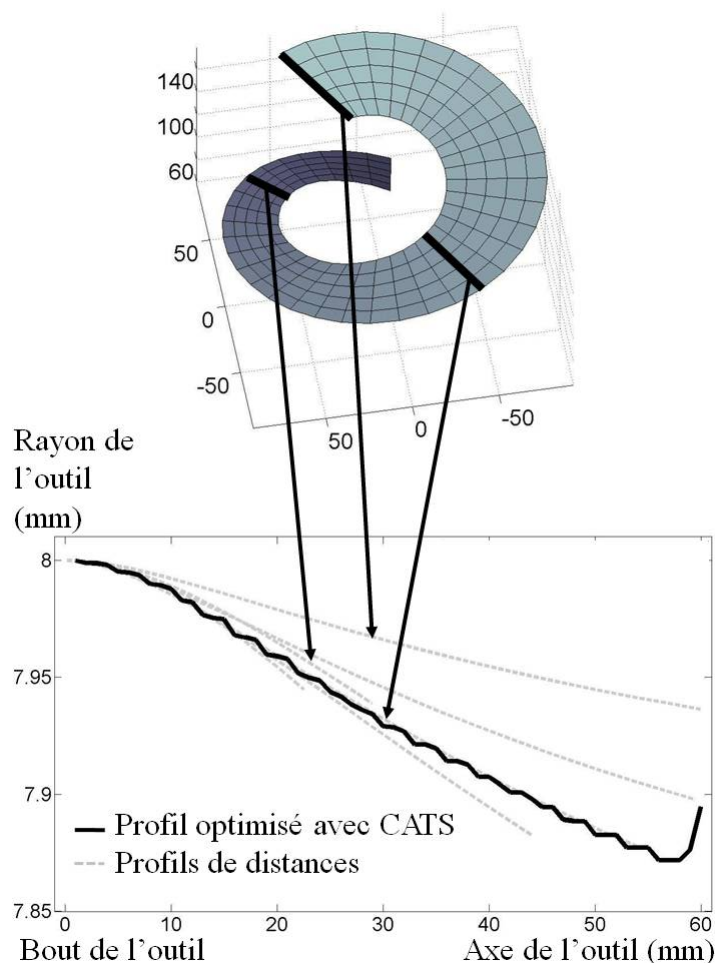 140
100
60
50
0
-50
50
0
-50
Rayon de
l’outil
(mm)
8
7.95
7.9
7.85
Profil optimisé avec CATS
Profils de distances
0
10
20
30
40
50
60
Bout de l’outil
Axe de l’outil (mm)